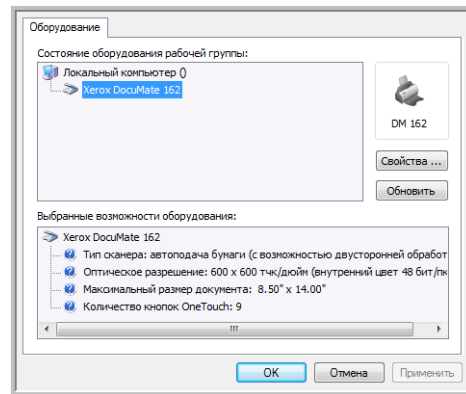 Оборудование
Состояние оборудования рабочей группы:
Локальный компьютер ()
Xerox DocuMate 162
DM 162
Свойства ...
Обновить
Выбранные возможности оборудования:
Xerox DocuMate 162
Тип сканера: автоподача бумаги (с возможностью двусторонней обработ
Оптическое разрешение: 600 x 600 тчк/дюйм (внутренний цвет 48 бит/пк
Максимальный размер документа: 8.50" x 14.00"
Количество кнопок OneTouch: 9
OK
Отмена
Применить